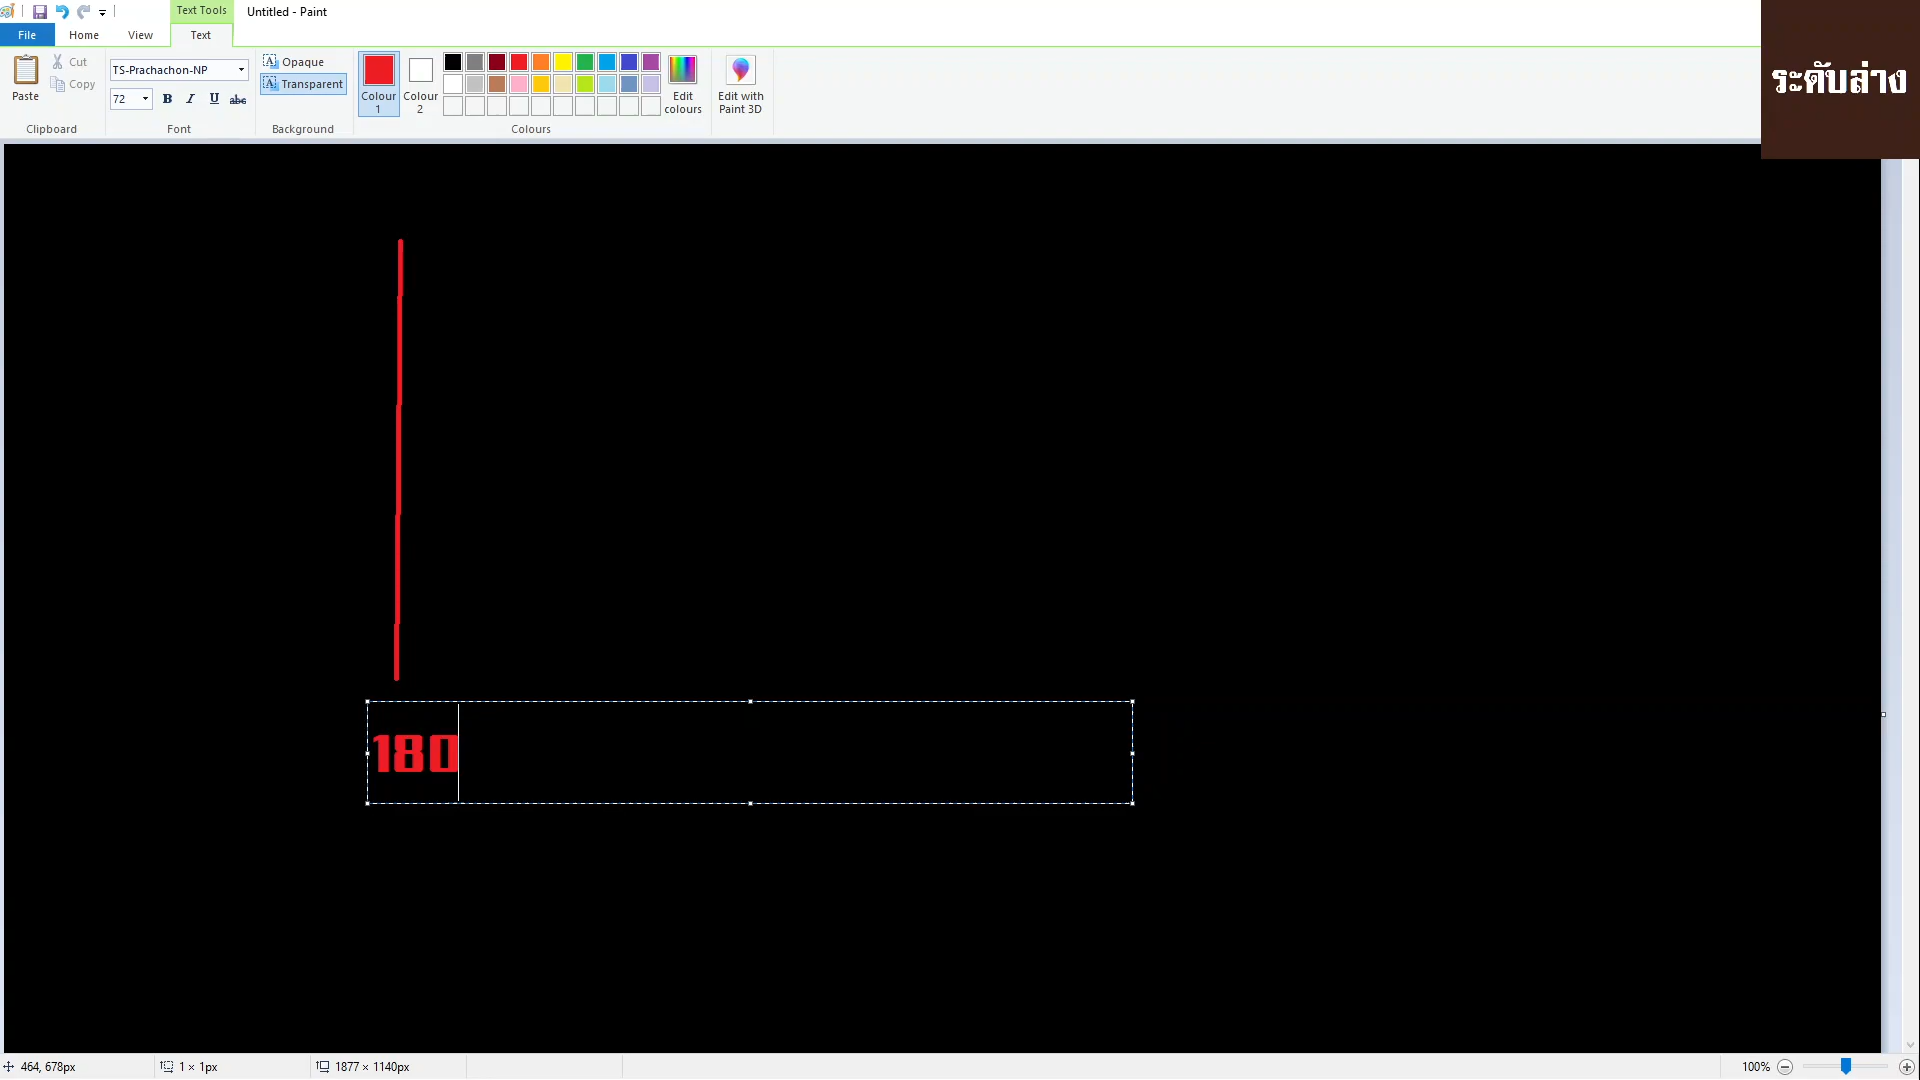 Text Tools
Untitled - Paint
File
Home
View
Text
Paste
Cut
Copy
Clipboard
TS-Prachachon-NP
72
B
I
U
abc
Font
Opaque
Transparent
Background
Colour
1
Colour
2
Edit
colours
Colours
Edit with
Paint 3D
ระดับล่าง
180
464, 678px
1 × 1px
1877 × 1140px
100%